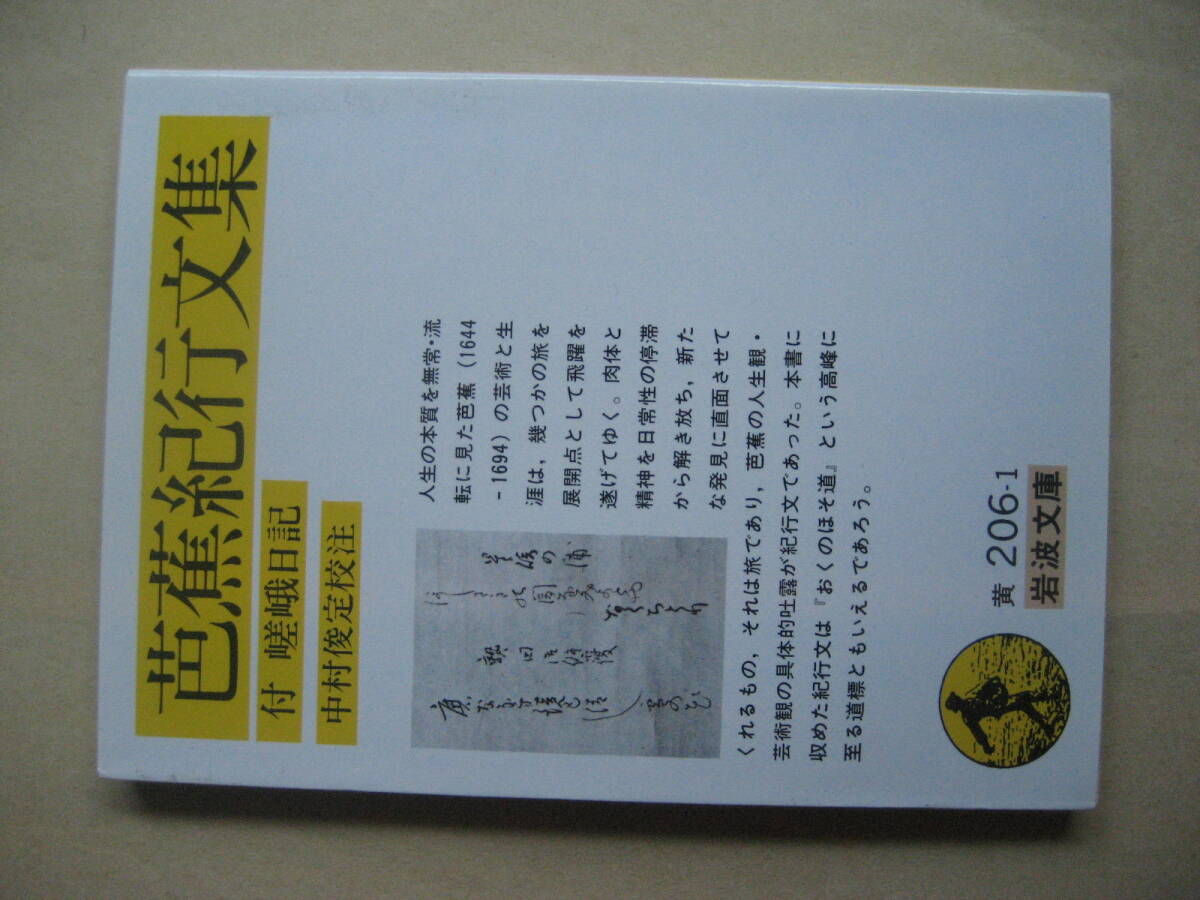 芭蕉紀行文集
付 嵯峨日記
中村俊定校注
人生の本質を無常・流
転に見た芭蕉（1644
-1694）の芸術と生
涯は，幾つかの旅を
展開点として飛躍を
遂げてゆく。肉体と
精神を日常性の停滞
から解き放ち，新た
な発見に直面させて
くれるもの，それは旅であり，芭蕉の人生観・
芸術観の具体的吐露が紀行文であった。本書に
収めた紀行文は『おくのほそ道』という高峰に
至る道標ともいえるであろう。
黄 206-1
岩波文庫